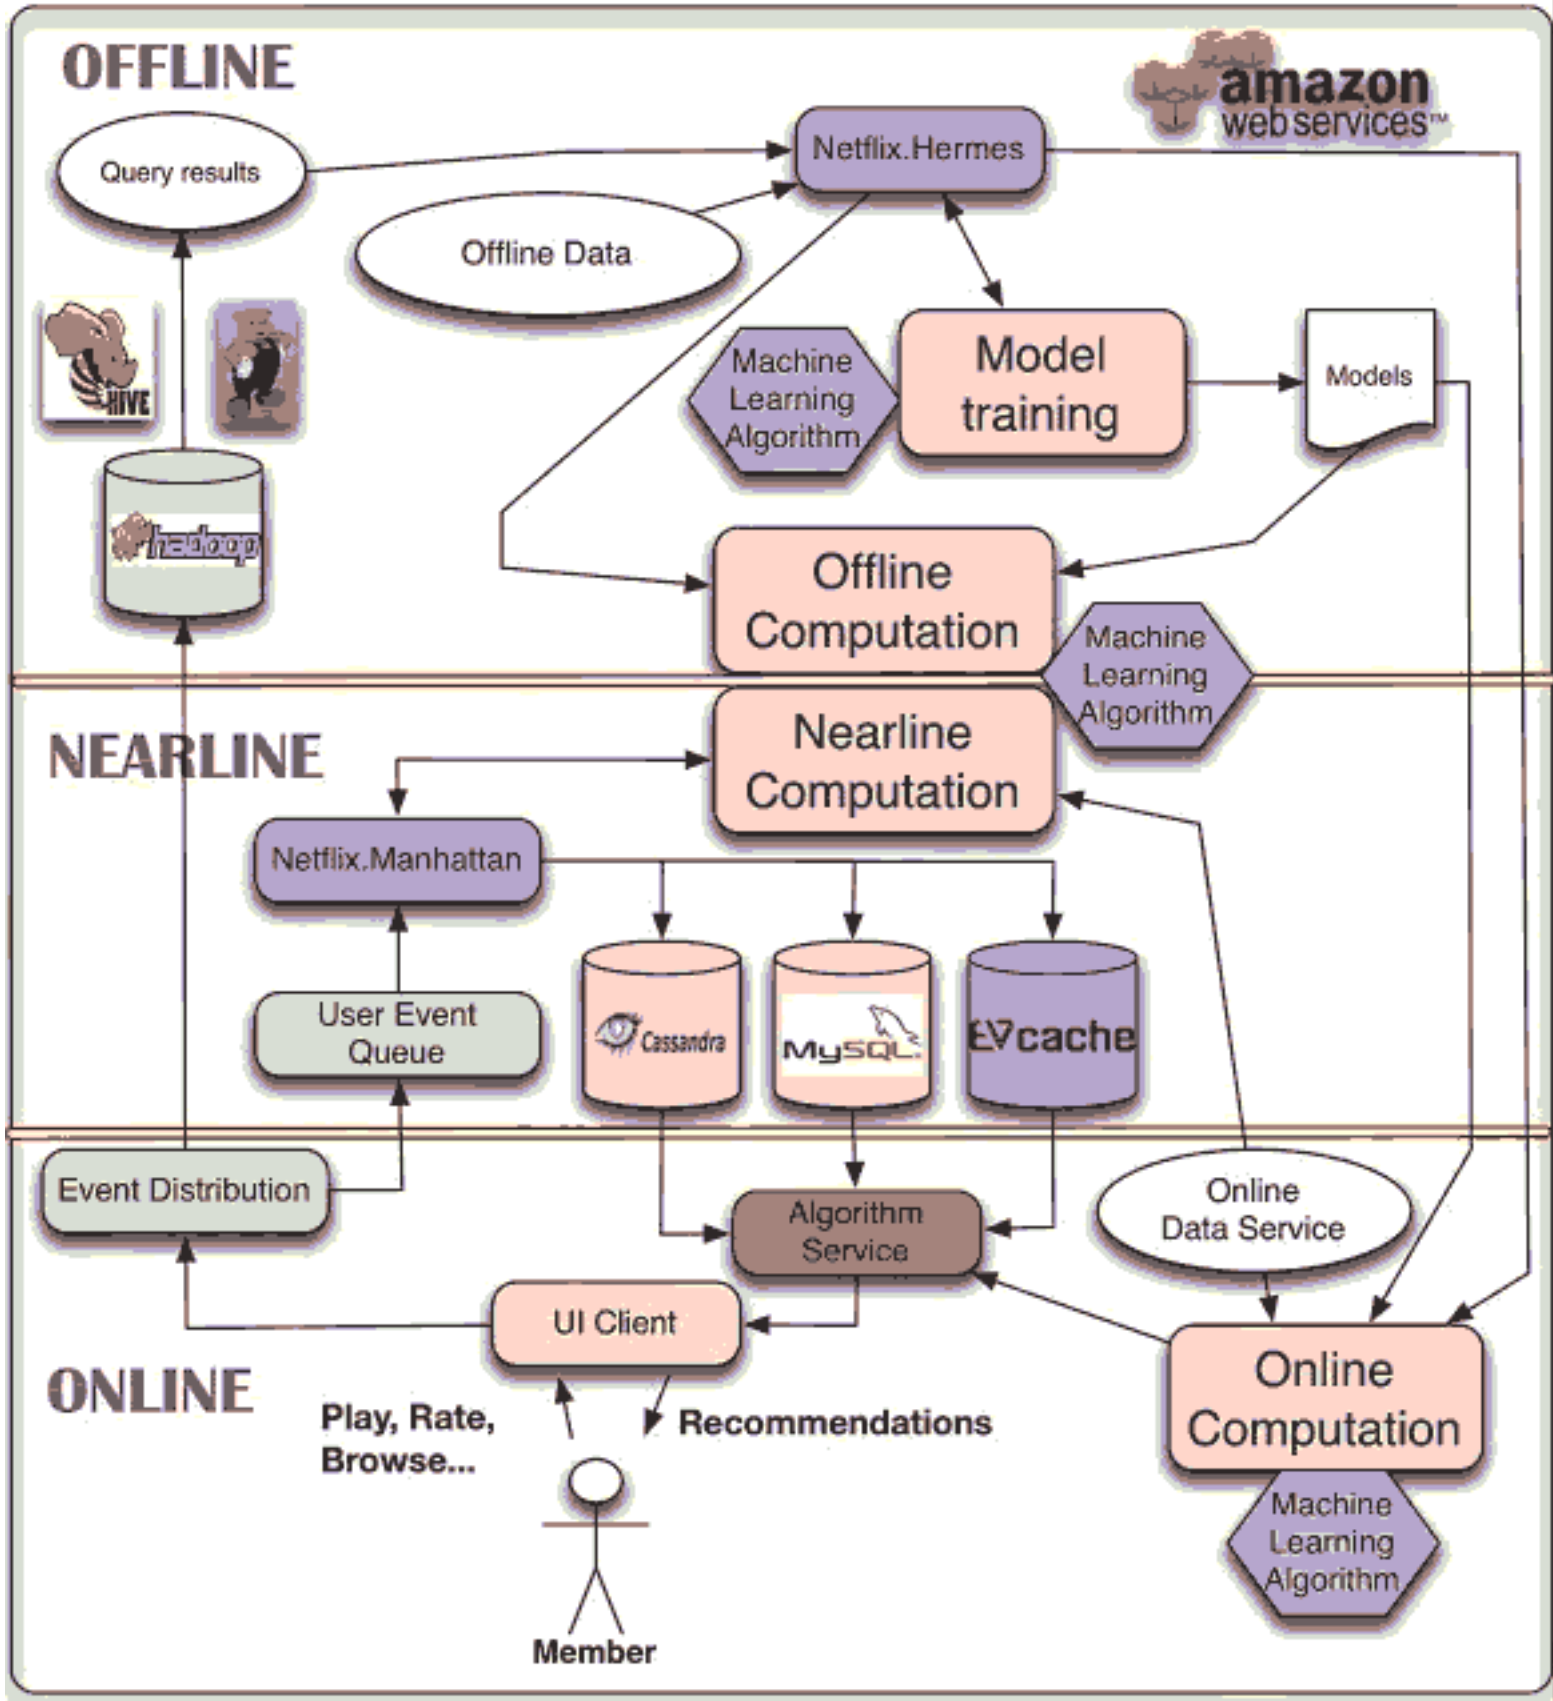 OFFLINE
amazon
webservices™
Netflix.Hermes
Query results
Offline Data
HIVE
Machine
Learning
Algorithm
Model
training
Models
hadoop
Offline
Computation
Machine
Learning
Algorithm
NEARLINE
Nearline
Computation
Netflix.Manhattan
User Event
Queue
Cassandra
MySQL.
EVcache
Event Distribution
Algorithm
Service
Online
Data Service
UI Client
ONLINE
Play, Rate,
Browse...
Recommendations
Online
Computation
Machine
Learning
Algorithm
Member